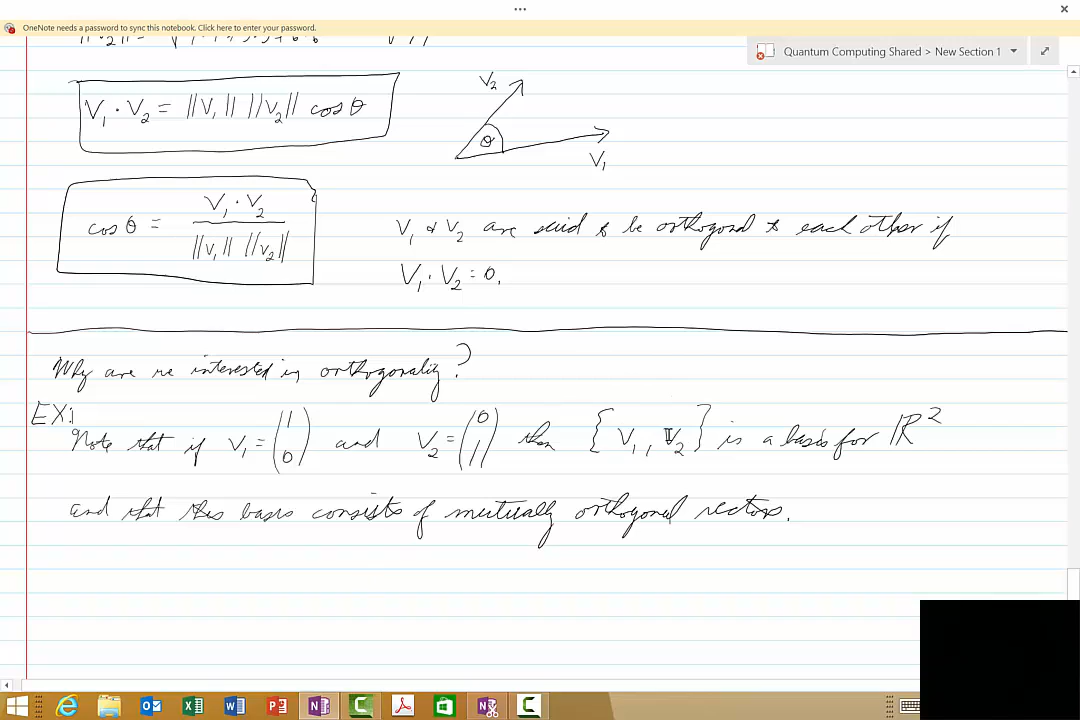 OneNote needs a password to sync this notebook. Click here to enter your password.
Quantum Computing Shared > New Section 1
V₁ · V₂ = ||V₁|| ||V₂|| cos θ
V₂
θ
V₁
cos θ = V₁ · V₂ / ||V₁|| ||V₂||
V₁ & V₂ are said to be orthogonal to each other if
V₁ · V₂ = 0.
Why are we interested in orthogonality?
EX:
Note that if V₁ = (1 0) and V₂ = (0 1) then {V₁, V₂} is a basis for ℝ²
and that this basis consists of mutually orthogonal vectors.